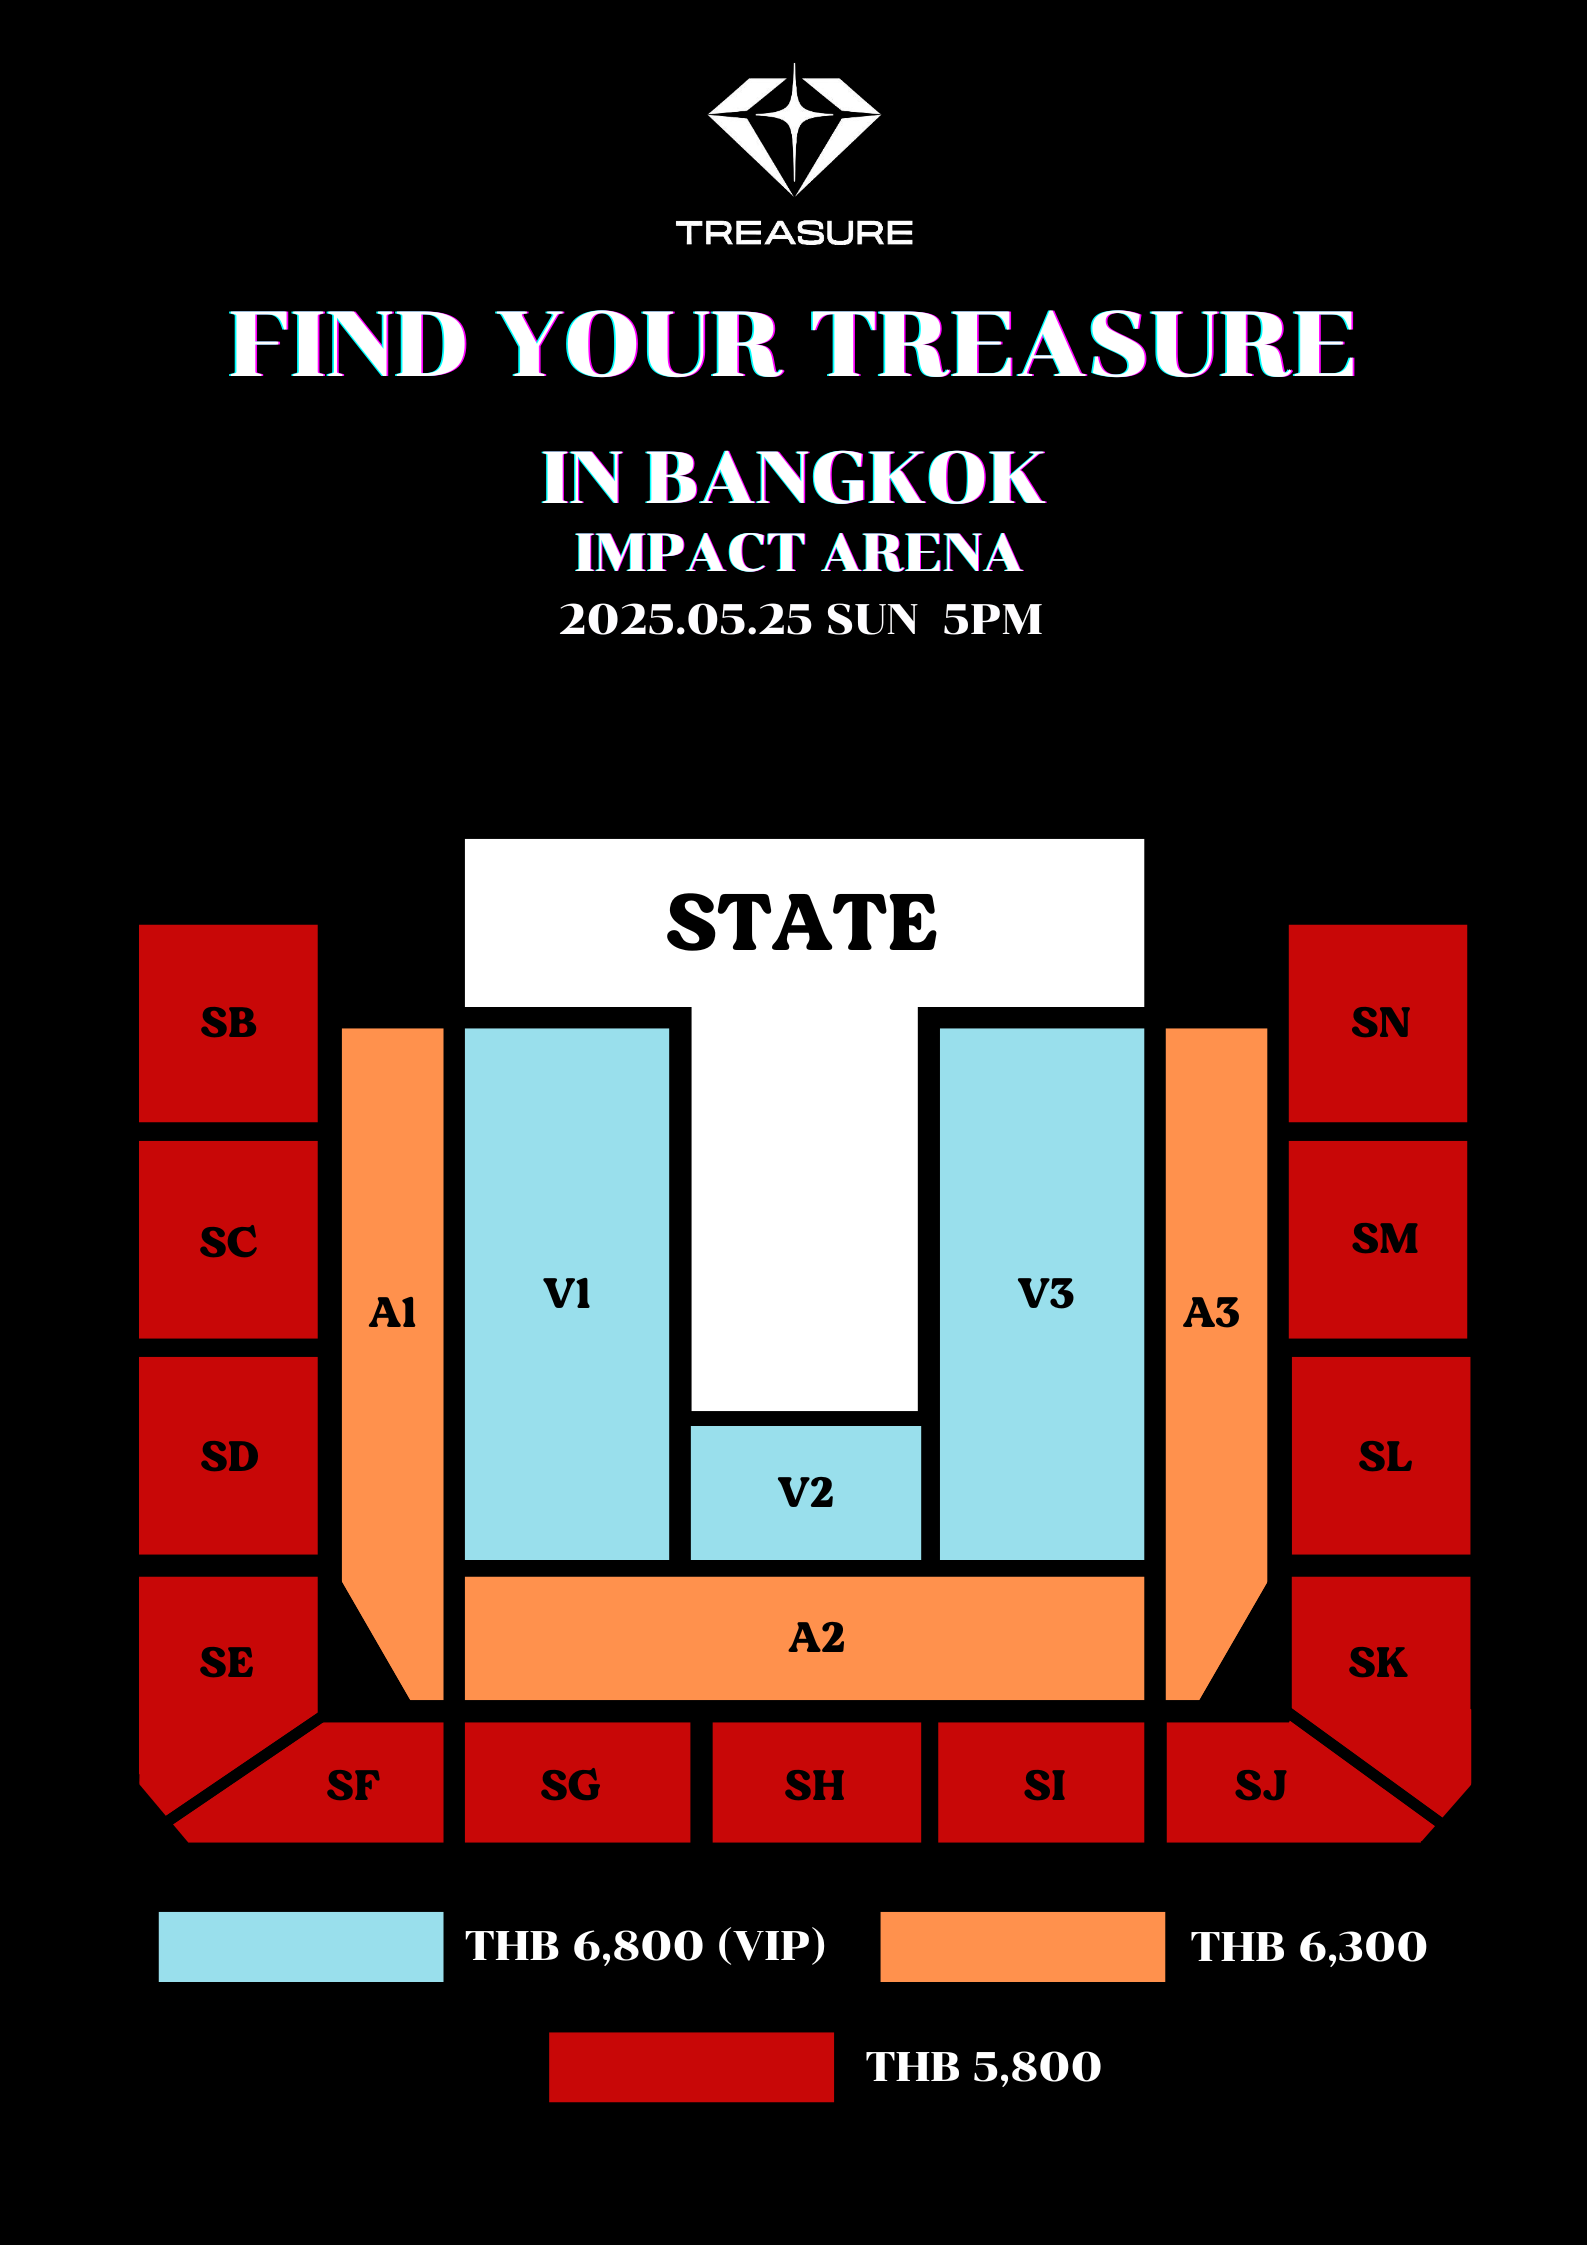 TREASURE
FIND YOUR TREASURE
IN BANGKOK
IMPACT ARENA
2025.05.25 SUN 5PM
STATE
SB
SN
SC
SM
A1
V1
V3
A3
SD
SL
V2
SE
A2
SK
SF
SG
SH
SI
SJ
THB 6,800 (VIP)
THB 6,300
THB 5,800